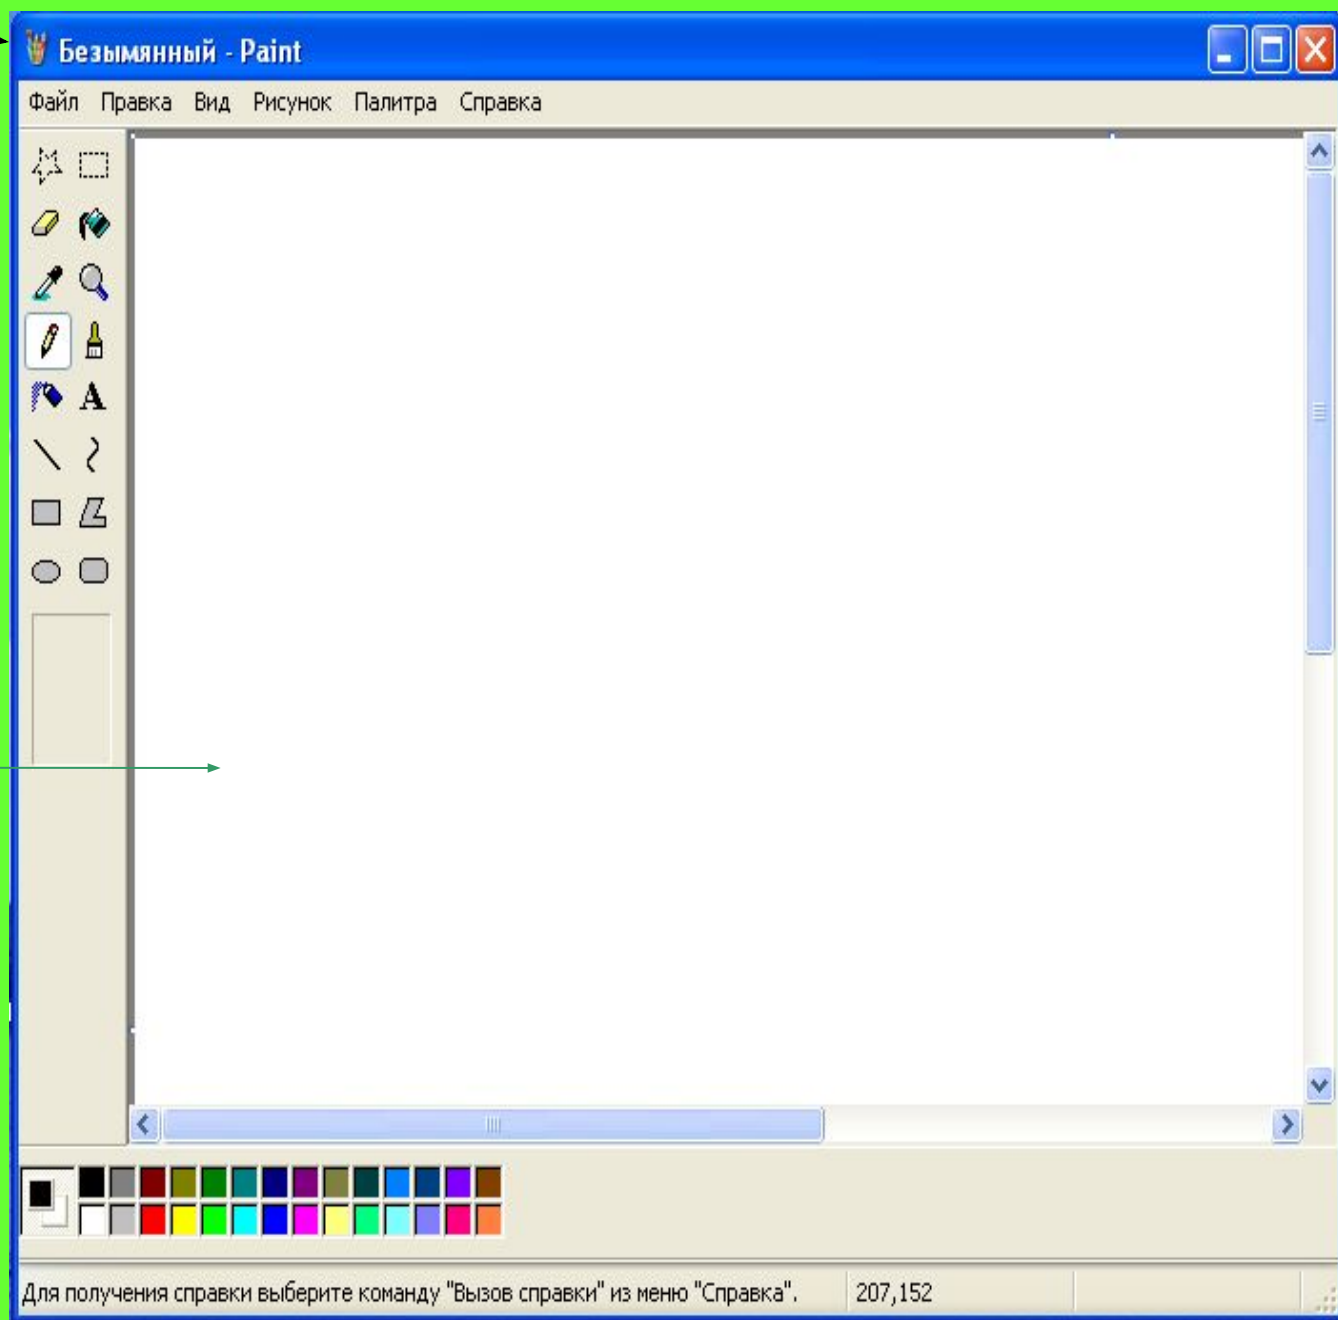 Безымянный - Paint
Файл Правка Вид Рисунок Палитра Справка
A
Для получения справки выберите команду "Вызов справки" из меню "Справка". 207,152